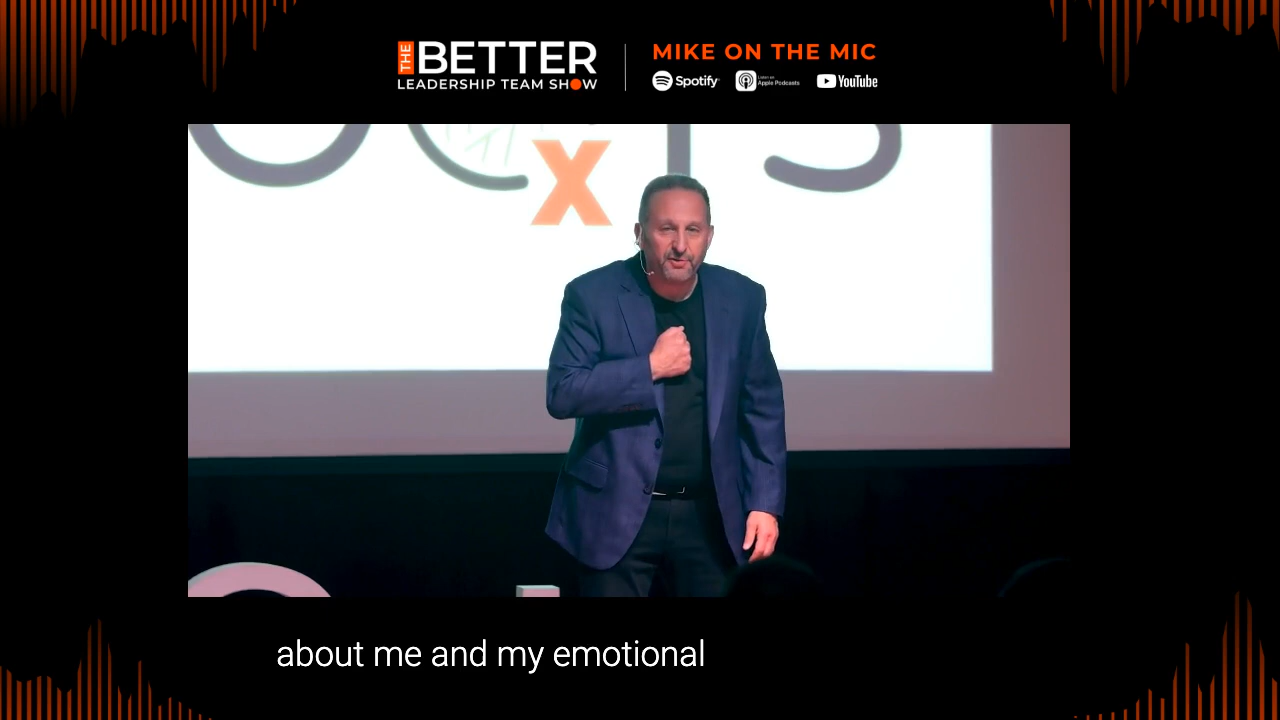 THE BETTER
LEADERSHIP TEAM SHOW
MIKE ON THE MIC
Spotify
Listen on
Apple Podcasts
YouTube
X
about me and my emotional